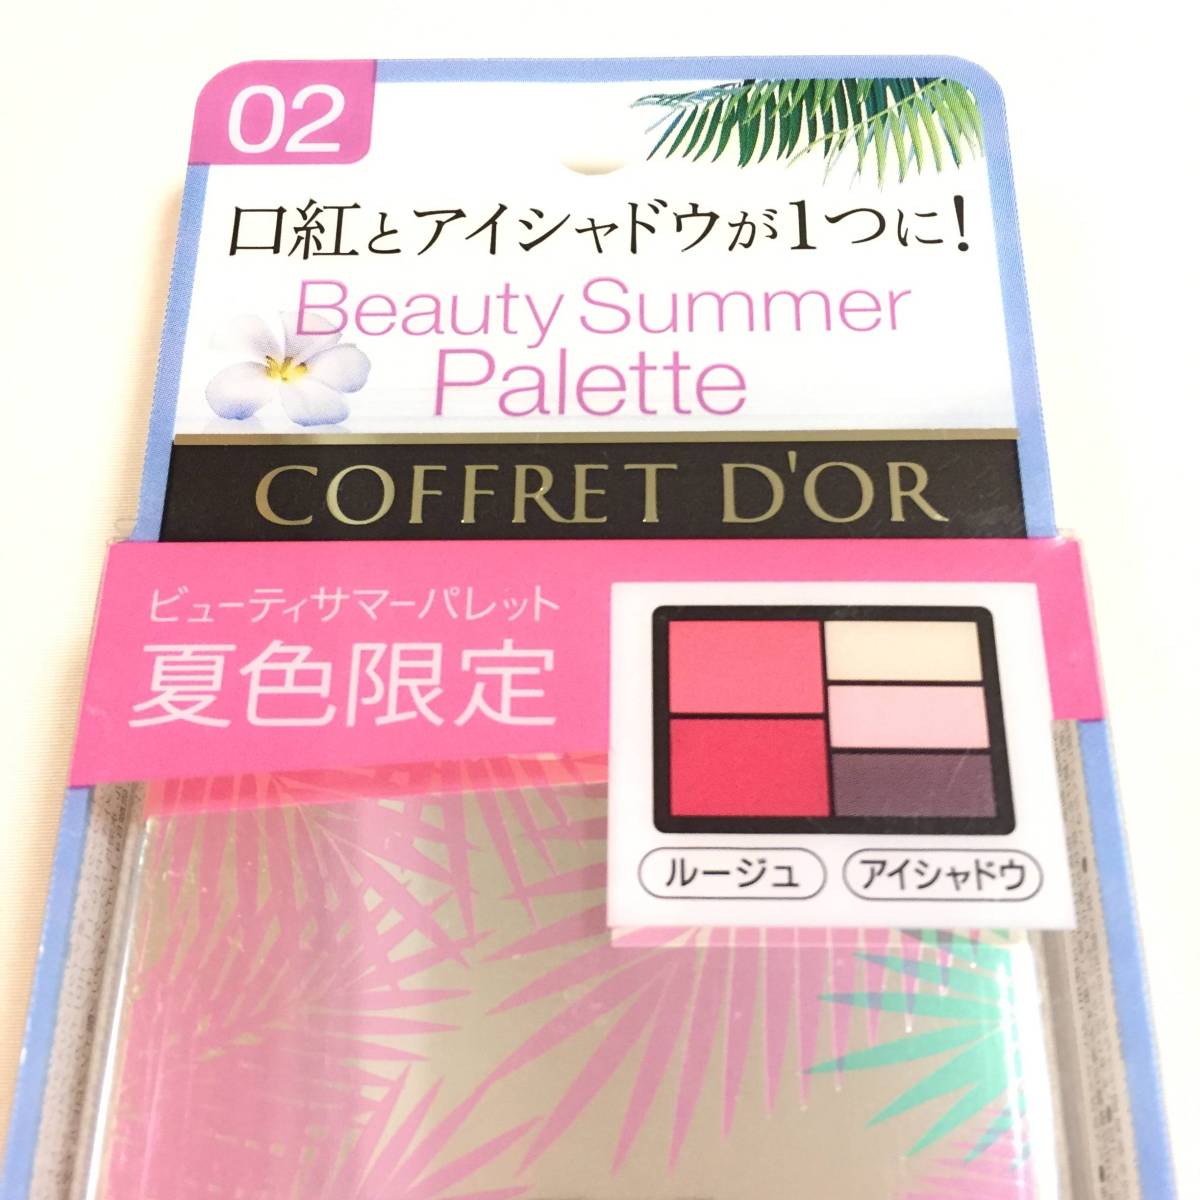 02
口紅とアイシャドウが1つに!
Beauty Summer
Palette
COFFRET D'OR
ビューティサマーパレット
夏色限定
ルージュ
アイシャドウ